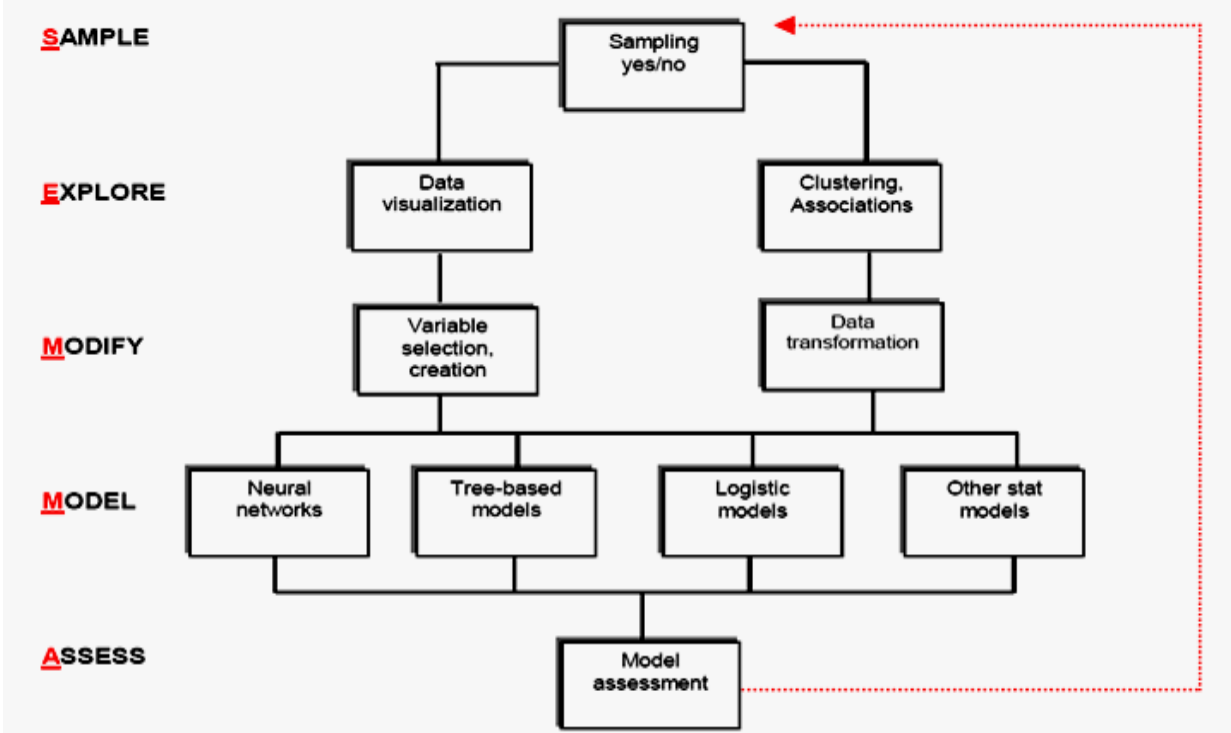 SAMPLE
Sampling
yes/no
EXPLORE
Data
visualization
Clustering,
Associations
MODIFY
Variable
selection,
creation
Data
transformation
MODEL
Neural
networks
Tree-based
models
Logistic
models
Other stat
models
ASSESS
Model
assessment